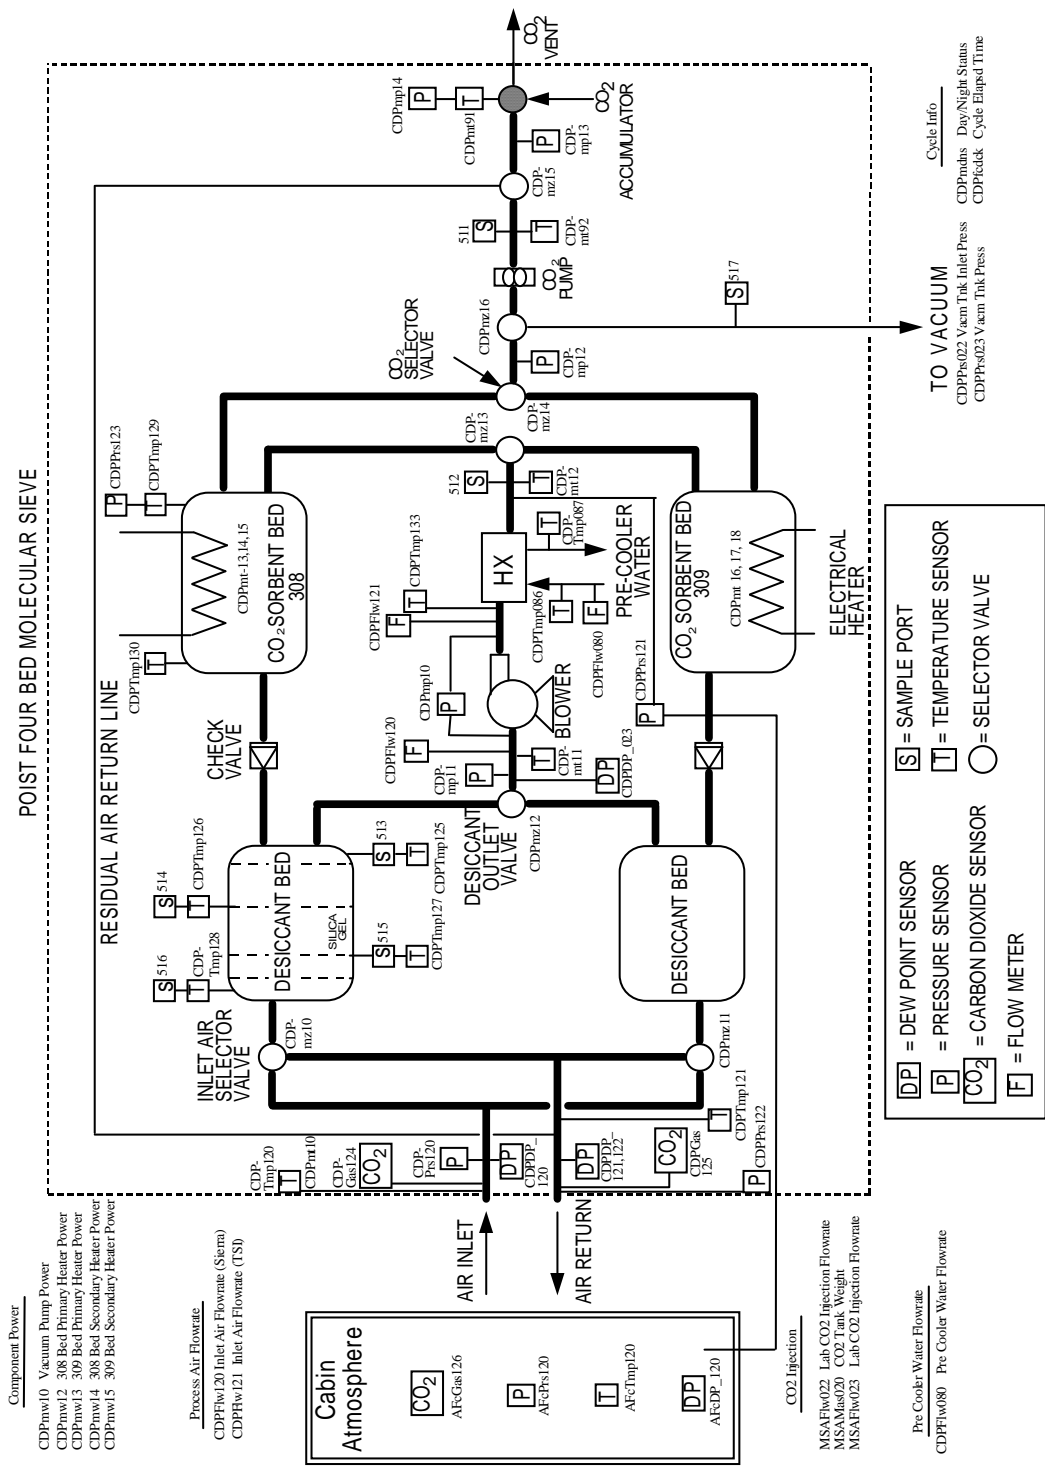 POIST FOUR BED MOLECULAR SIEVE
Component Power
CDPmw10 Vacuum Pump Power
CDPmw12 308 Bed Primary Heater Power
CDPmw13 309 Bed Primary Heater Power
CDPmw14 308 Bed Secondary Heater Power
CDPmw15 309 Bed Secondary Heater Power
Process Air Flowrate
CDPFlw120 Inlet Air Flowrate (Sierra)
CDPFlw121 Inlet Air Flowrate (TSI)
Cabin
Atmosphere
CO2
AFcGas126
P
AFcPrs120
T
AFcTmp120
DP
AFcDP_120
CO2 Injection
MSAFlw022 Lab CO2 Injection Flowrate
MSAMas020 CO2 Tank Weight
MSAFlw023 Lab CO2 Injection Flowrate
Pre Cooler Water Flowrate
CDPFlw080 Pre Cooler Water Flowrate
AIR INLET
AIR RETURN
RESIDUAL AIR RETURN LINE
CDP-
Tmp120
T
CDPmt10
CDP-
Gas124
CO2
CDP-
Prs120
P
DP
CDPDP_
120
DP
CDPDP_
121,122
CO2
CDPGas
125
T
CDPTmp121
P
CDPPrs122
INLET AIR
SELECTOR
VALVE
CDP-
mz10
CDPmz11
S 516
T
CDP-
Tmp128
S 514
T
CDPTmp126
DESICCANT BED
SILICA
GEL
S 515
T
CDPTmp127
S 513
T
CDPTmp125
DESICCANT BED
DESICCANT
OUTLET
VALVE
CDPmz12
CHECK
VALVE
CDP-
mp11
P
F
CDPFlw120
T
CDP-
mt11
DP
CDPDP_023
P
CDPmp10
BLOWER
F
CDPFlw121
T
CDPTmp133
HX
T
CDPTmp086
F
CDPFlw080
T
CDP-
Tmp087
PRE-COOLER
WATER
P
CDPPrs121
CDPTmp130
T
CDPmt-13,14,15
CO2 SORBENT BED
308
P
CDPPrs123
T
CDPTmp129
CO2 SORBENT BED
309
CDPmt 16, 17, 18
ELECTRICAL
HEATER
S
512
T
CDP-
mt12
CDP-
mz13
CDP-
mz14
CO2
SELECTOR
VALVE
P
CDP-
mp12
CDPmz16
S 517
TO VACUUM
CDPPrs022 Vacm Tnk Inlet Press
CDPPrs023 Vacm Tnk Press
CO2
PUMP
511
S
T
CDP-
mt92
CDP-
mz15
P
CDP-
mp13
CDPmp14
P
T
CDPmt91
CO2
ACCUMULATOR
CO2
VENT
Cycle Info
CDPmdns Day/Night Status
Cycle Elapsd Time
DP = DEW POINT SENSOR
P = PRESSURE SENSOR
CO2 = CARBON DIOXIDE SENSOR
F = FLOW METER
S = SAMPLE PORT
T = TEMPERATURE SENSOR
= SELECTOR VALVE